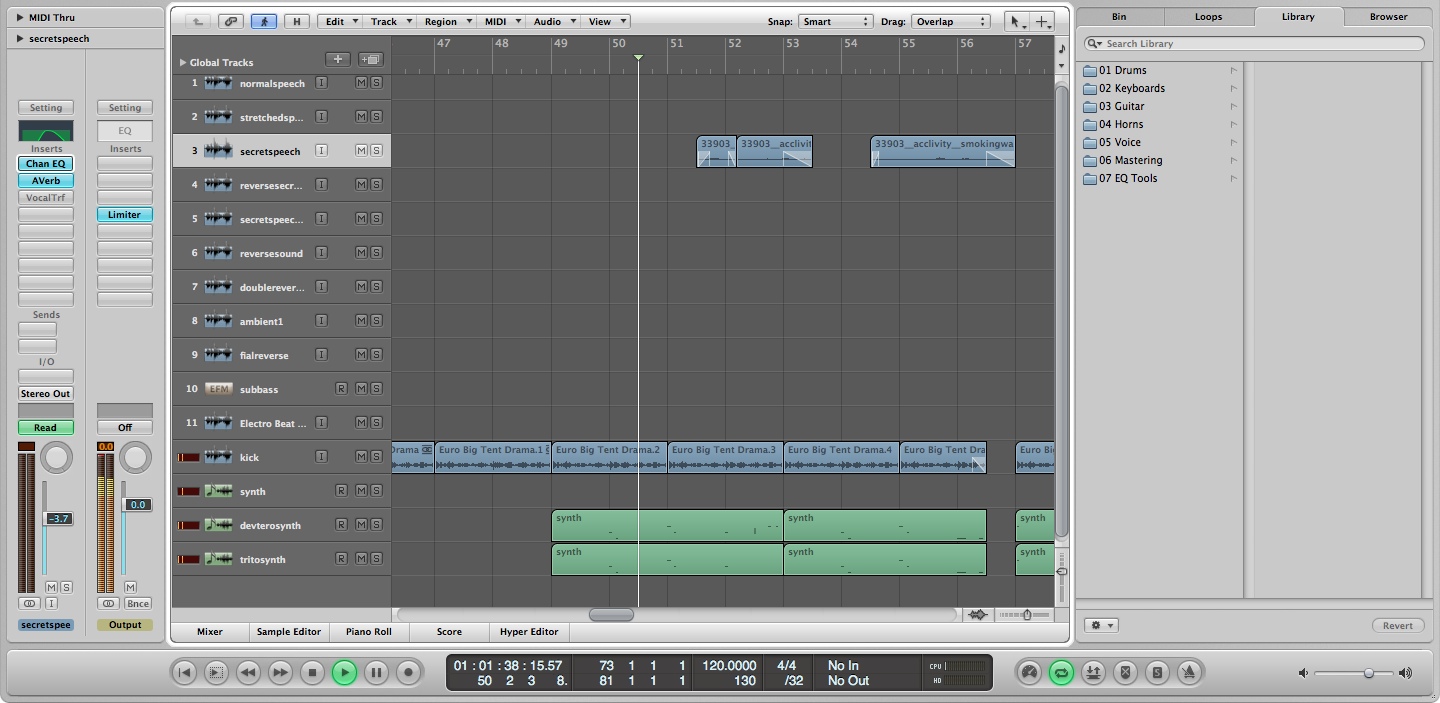 MIDI Thru
secretspeech
Setting
Setting
EQ
Inserts
Inserts
Chan EQ
AVerb
VocalTrf
Limiter
Sends
I/O
Stereo Out
Read
Off
0.0
-3.7
0.0
M S
M
I
Bnce
secretspee
Output
H
Edit
Track
Region
MIDI
Audio
View
Snap:
Smart
Drag:
Overlap
Global Tracks
47 48 49 50 51 52 53 54 55 56 57
1 normalspeech I M S
2 stretchedsp... I M S
3 secretspeech I M S
33903_
33903__acclivit
33903__acclivity__smokingwa
4 reversesecr... I M S
5 secretspeec... I M S
6 reversesound I M S
7 doublerever... I M S
8 ambient1 I M S
9 fialreverse I M S
10 EFM subbass R M S
11 Electro Beat ... I M S
kick I M S
Drama
Euro Big Tent Drama.1
Euro Big Tent Drama.2
Euro Big Tent Drama.3
Euro Big Tent Drama.4
Euro Big Tent Dra
Euro Bi
synth R M S
devterosynth R M S
synth
synth
synth
tritosynth R M S
synth
synth
synth
Mixer
Sample Editor
Piano Roll
Score
Hyper Editor
Bin
Loops
Library
Browser
Search Library
01 Drums
02 Keyboards
03 Guitar
04 Horns
05 Voice
06 Mastering
07 EQ Tools
Revert
01 : 01 : 38 : 15.57
50 2 3 8.
73 1 1 1
81 1 1 1
120.0000
130
4/4
/32
No In
No Out
CPU
HD
S